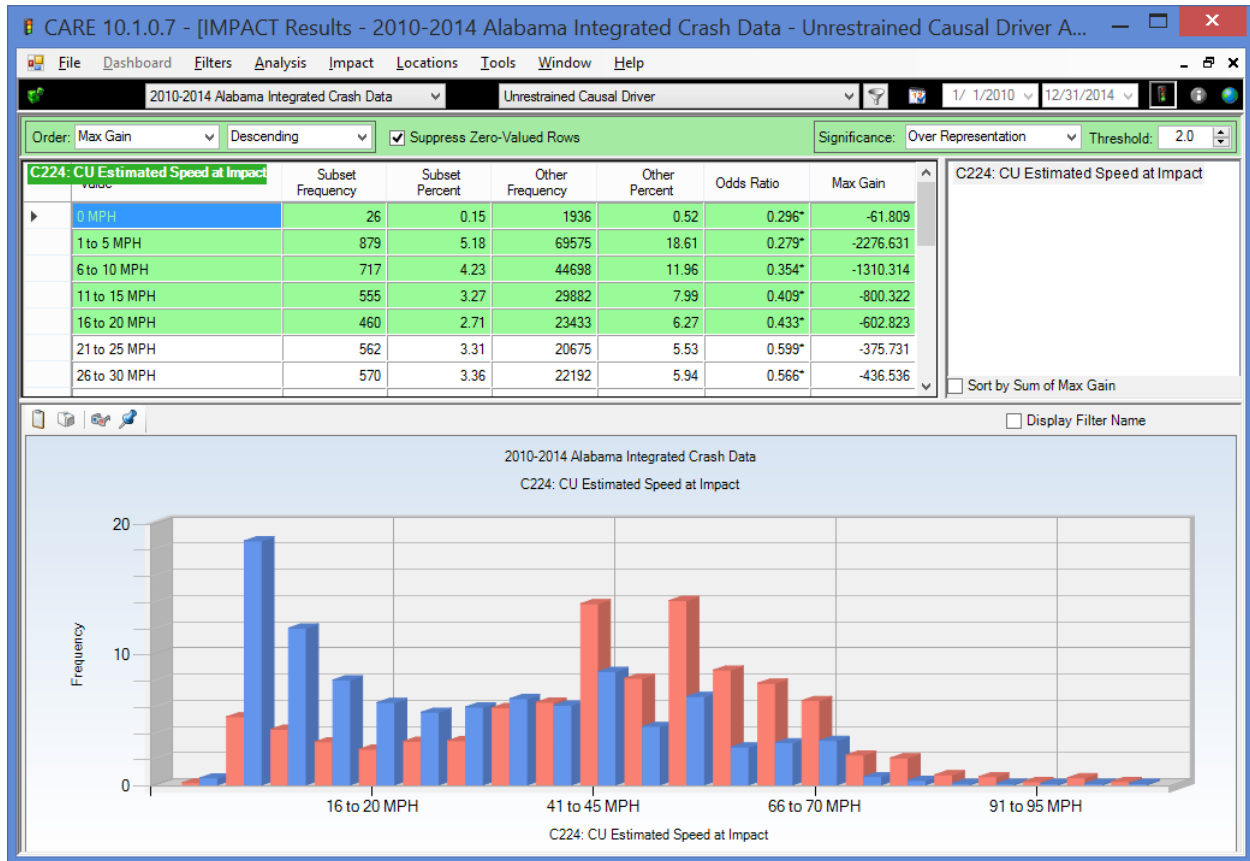 CARE 10.1.0.7 - [IMPACT Results - 2010-2014 Alabama Integrated Crash Data - Unrestrained Causal Driver A...
File Dashboard Filters Analysis Impact Locations Tools Window Help
2010-2014 Alabama Integrated Crash Data Unrestrained Causal Driver 1/ 1/2010 12/31/2014
Order: Max Gain Descending Suppress Zero-Valued Rows Significance: Over Representation Threshold: 2.0
C224: CU Estimated Speed at Impact Subset Frequency Subset Percent Other Frequency Other Percent Odds Ratio Max Gain C224: CU Estimated Speed at Impact
0 MPH 26 0.15 1936 0.52 0.296* -61.809
1 to 5 MPH 879 5.18 69575 18.61 0.279* -2276.631
6 to 10 MPH 717 4.23 44698 11.96 0.354* -1310.314
11 to 15 MPH 555 3.27 29882 7.99 0.409* -800.322
16 to 20 MPH 460 2.71 23433 6.27 0.433* -602.823
21 to 25 MPH 562 3.31 20675 5.53 0.599* -375.731
26 to 30 MPH 570 3.36 22192 5.94 0.566* -436.536
Sort by Sum of Max Gain
Display Filter Name
2010-2014 Alabama Integrated Crash Data
C224: CU Estimated Speed at Impact
20
10
0
Frequency
16 to 20 MPH 41 to 45 MPH 66 to 70 MPH 91 to 95 MPH
C224: CU Estimated Speed at Impact